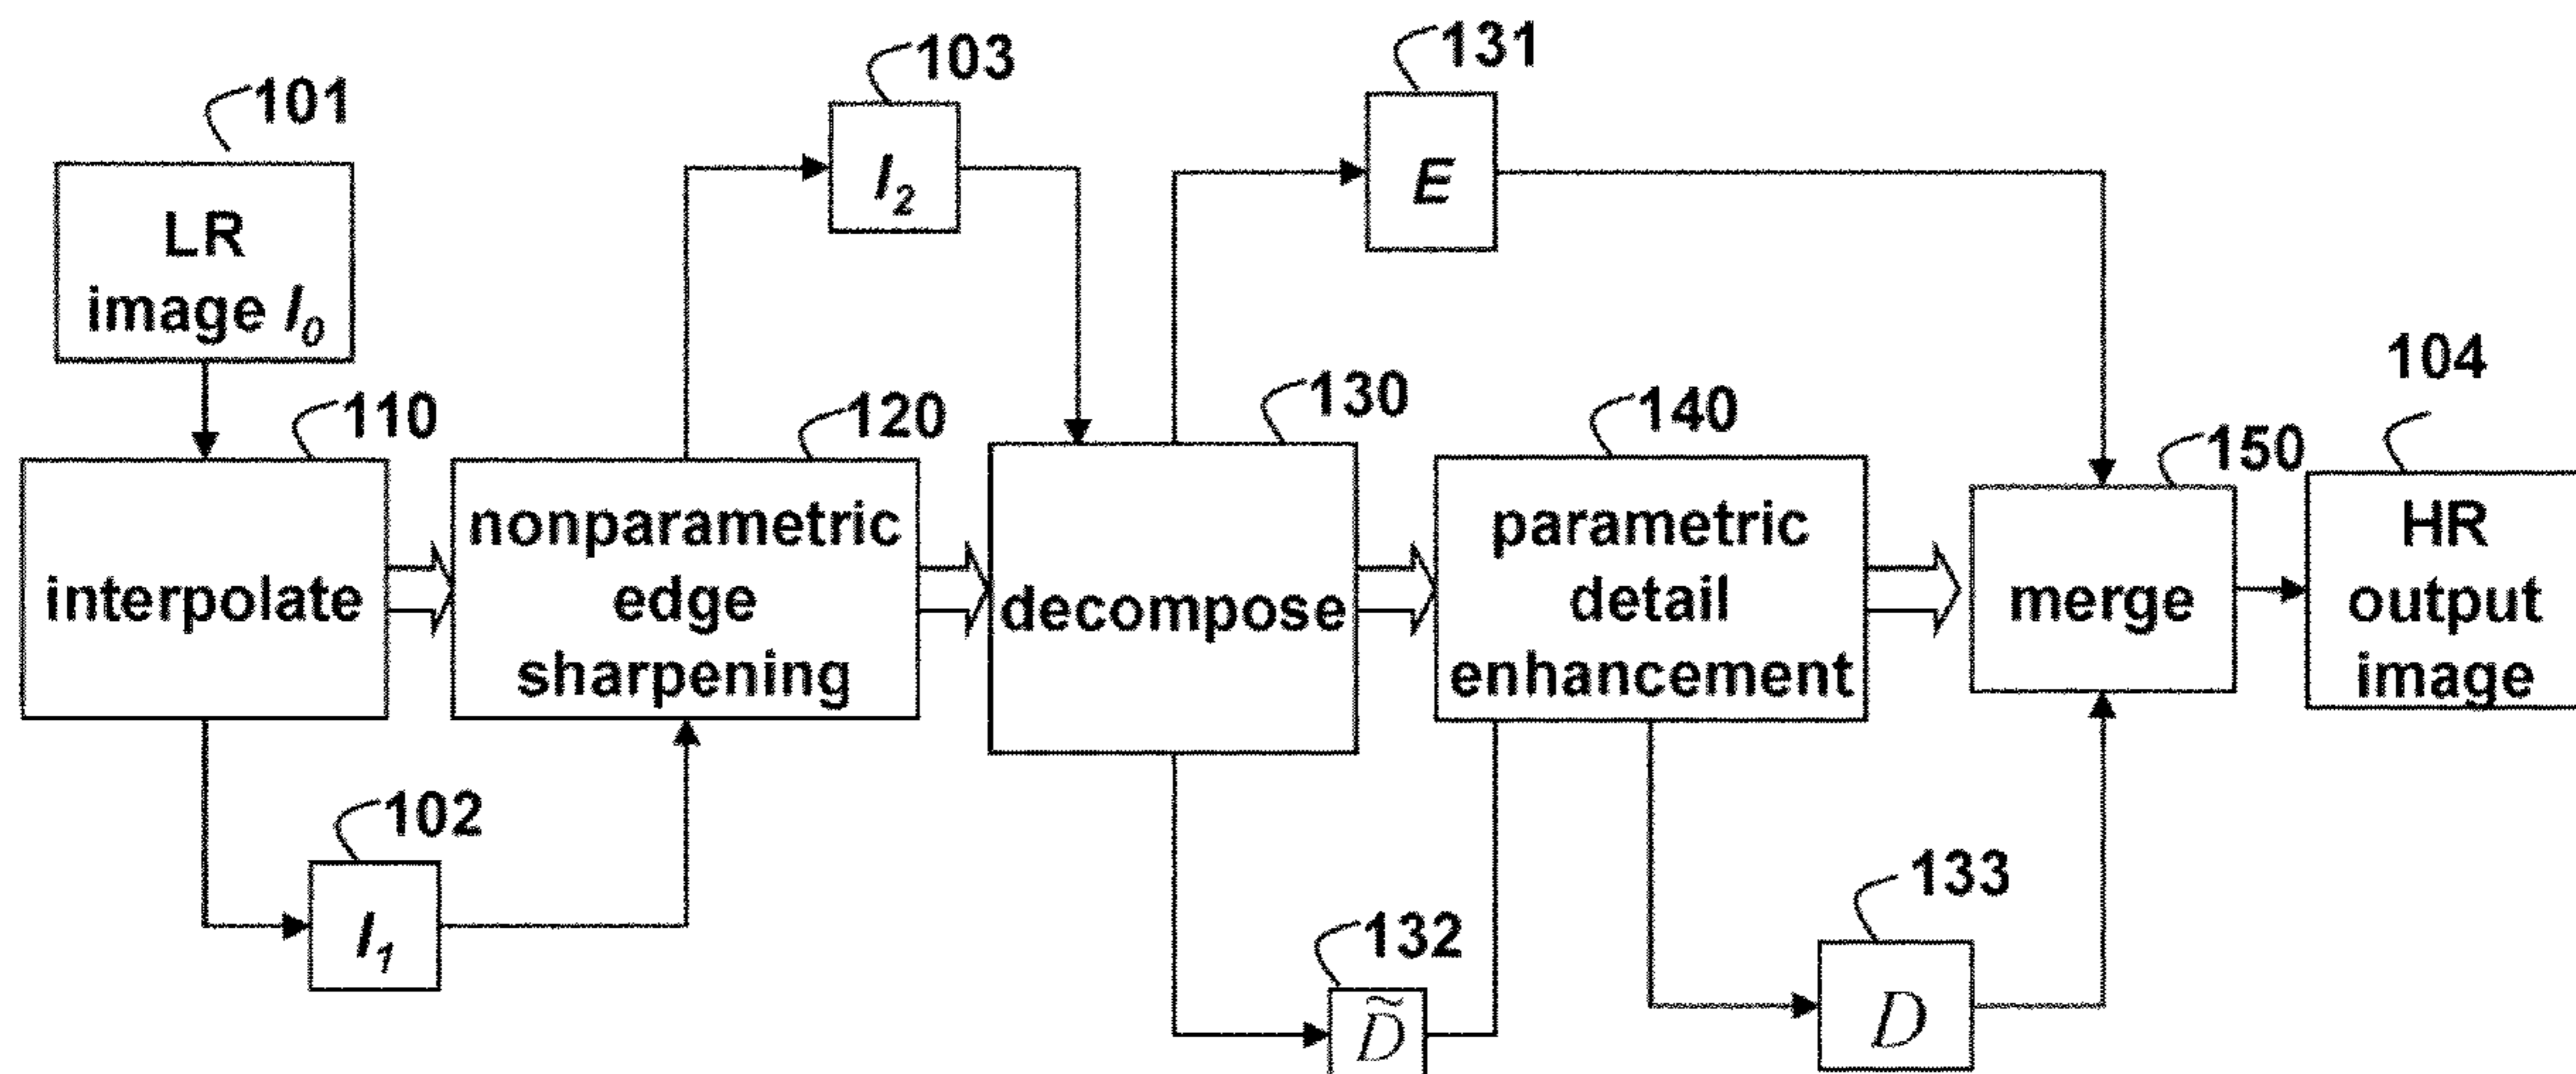 101
LR
image I0
110
interpolate
102
I1
103
I2
120
nonparametric
edge
sharpening
130
decompose
131
E
132
D̃
140
parametric
detail
enhancement
133
D
150
merge
104
HR
output
image